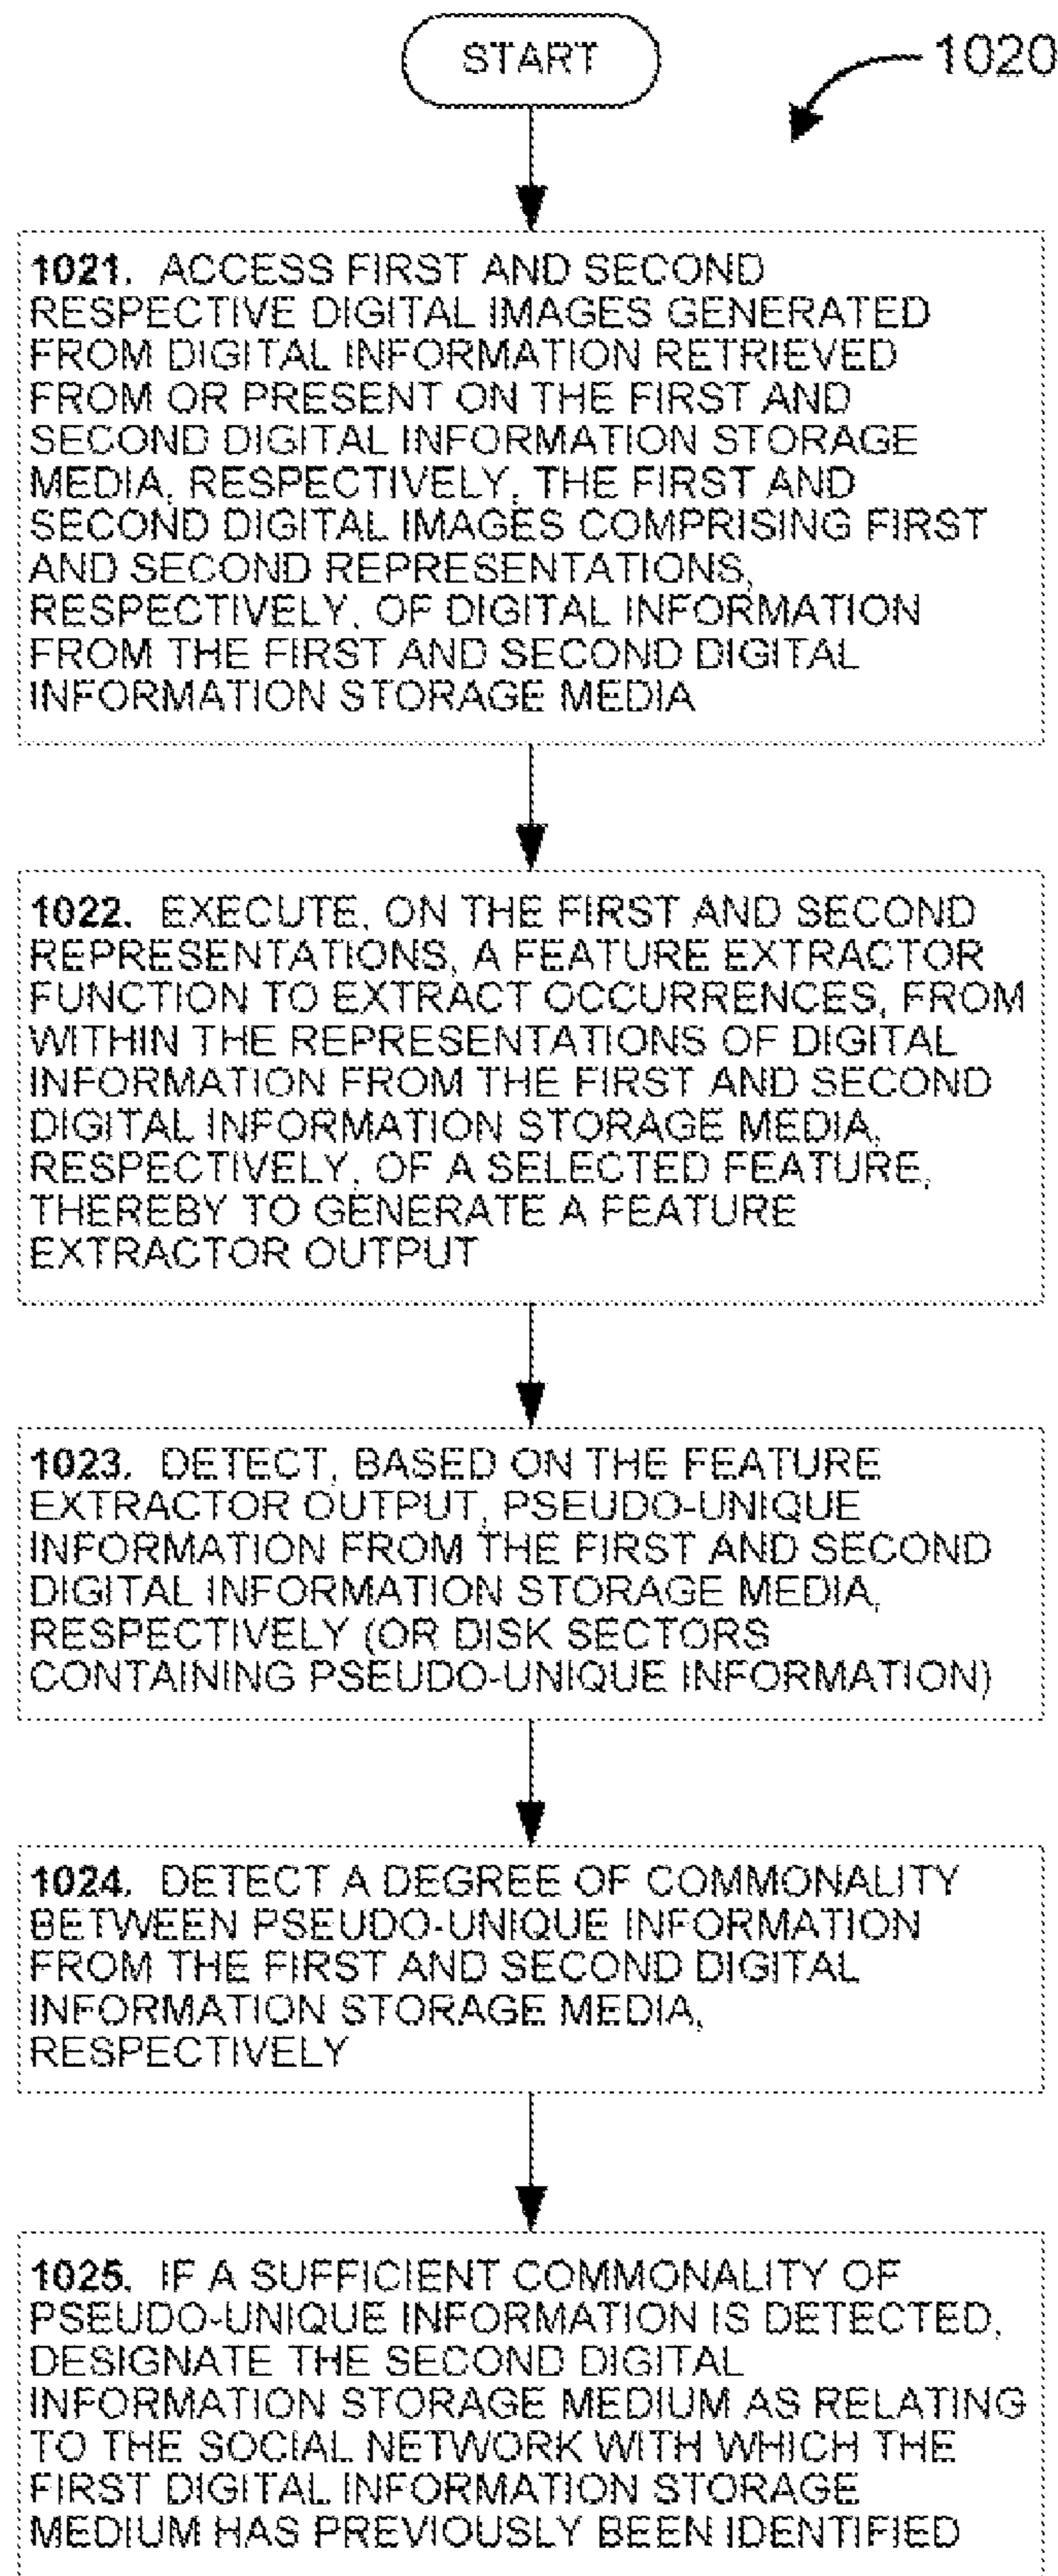 START
1020
1021. ACCESS FIRST AND SECOND
RESPECTIVE DIGITAL IMAGES GENERATED
FROM DIGITAL INFORMATION RETRIEVED
FROM OR PRESENT ON THE FIRST AND
SECOND DIGITAL INFORMATION STORAGE
MEDIA, RESPECTIVELY, THE FIRST AND
SECOND DIGITAL IMAGES COMPRISING FIRST
AND SECOND REPRESENTATIONS,
RESPECTIVELY, OF DIGITAL INFORMATION
FROM THE FIRST AND SECOND DIGITAL
INFORMATION STORAGE MEDIA
1022. EXECUTE, ON THE FIRST AND SECOND
REPRESENTATIONS, A FEATURE EXTRACTOR
FUNCTION TO EXTRACT OCCURRENCES, FROM
WITHIN THE REPRESENTATIONS OF DIGITAL
INFORMATION FROM THE FIRST AND SECOND
DIGITAL INFORMATION STORAGE MEDIA,
RESPECTIVELY, OF A SELECTED FEATURE,
THEREBY TO GENERATE A FEATURE
EXTRACTOR OUTPUT
1023. DETECT, BASED ON THE FEATURE
EXTRACTOR OUTPUT, PSEUDO-UNIQUE
INFORMATION FROM THE FIRST AND SECOND
DIGITAL INFORMATION STORAGE MEDIA,
RESPECTIVELY (OR DISK SECTORS
CONTAINING PSEUDO-UNIQUE INFORMATION)
1024. DETECT A DEGREE OF COMMONALITY
BETWEEN PSEUDO-UNIQUE INFORMATION
FROM THE FIRST AND SECOND DIGITAL
INFORMATION STORAGE MEDIA,
RESPECTIVELY
1025. IF A SUFFICIENT COMMONALITY OF
PSEUDO-UNIQUE INFORMATION IS DETECTED,
DESIGNATE THE SECOND DIGITAL
INFORMATION STORAGE MEDIUM AS RELATING
TO THE SOCIAL NETWORK WITH WHICH THE
FIRST DIGITAL INFORMATION STORAGE
MEDIUM HAS PREVIOUSLY BEEN IDENTIFIED